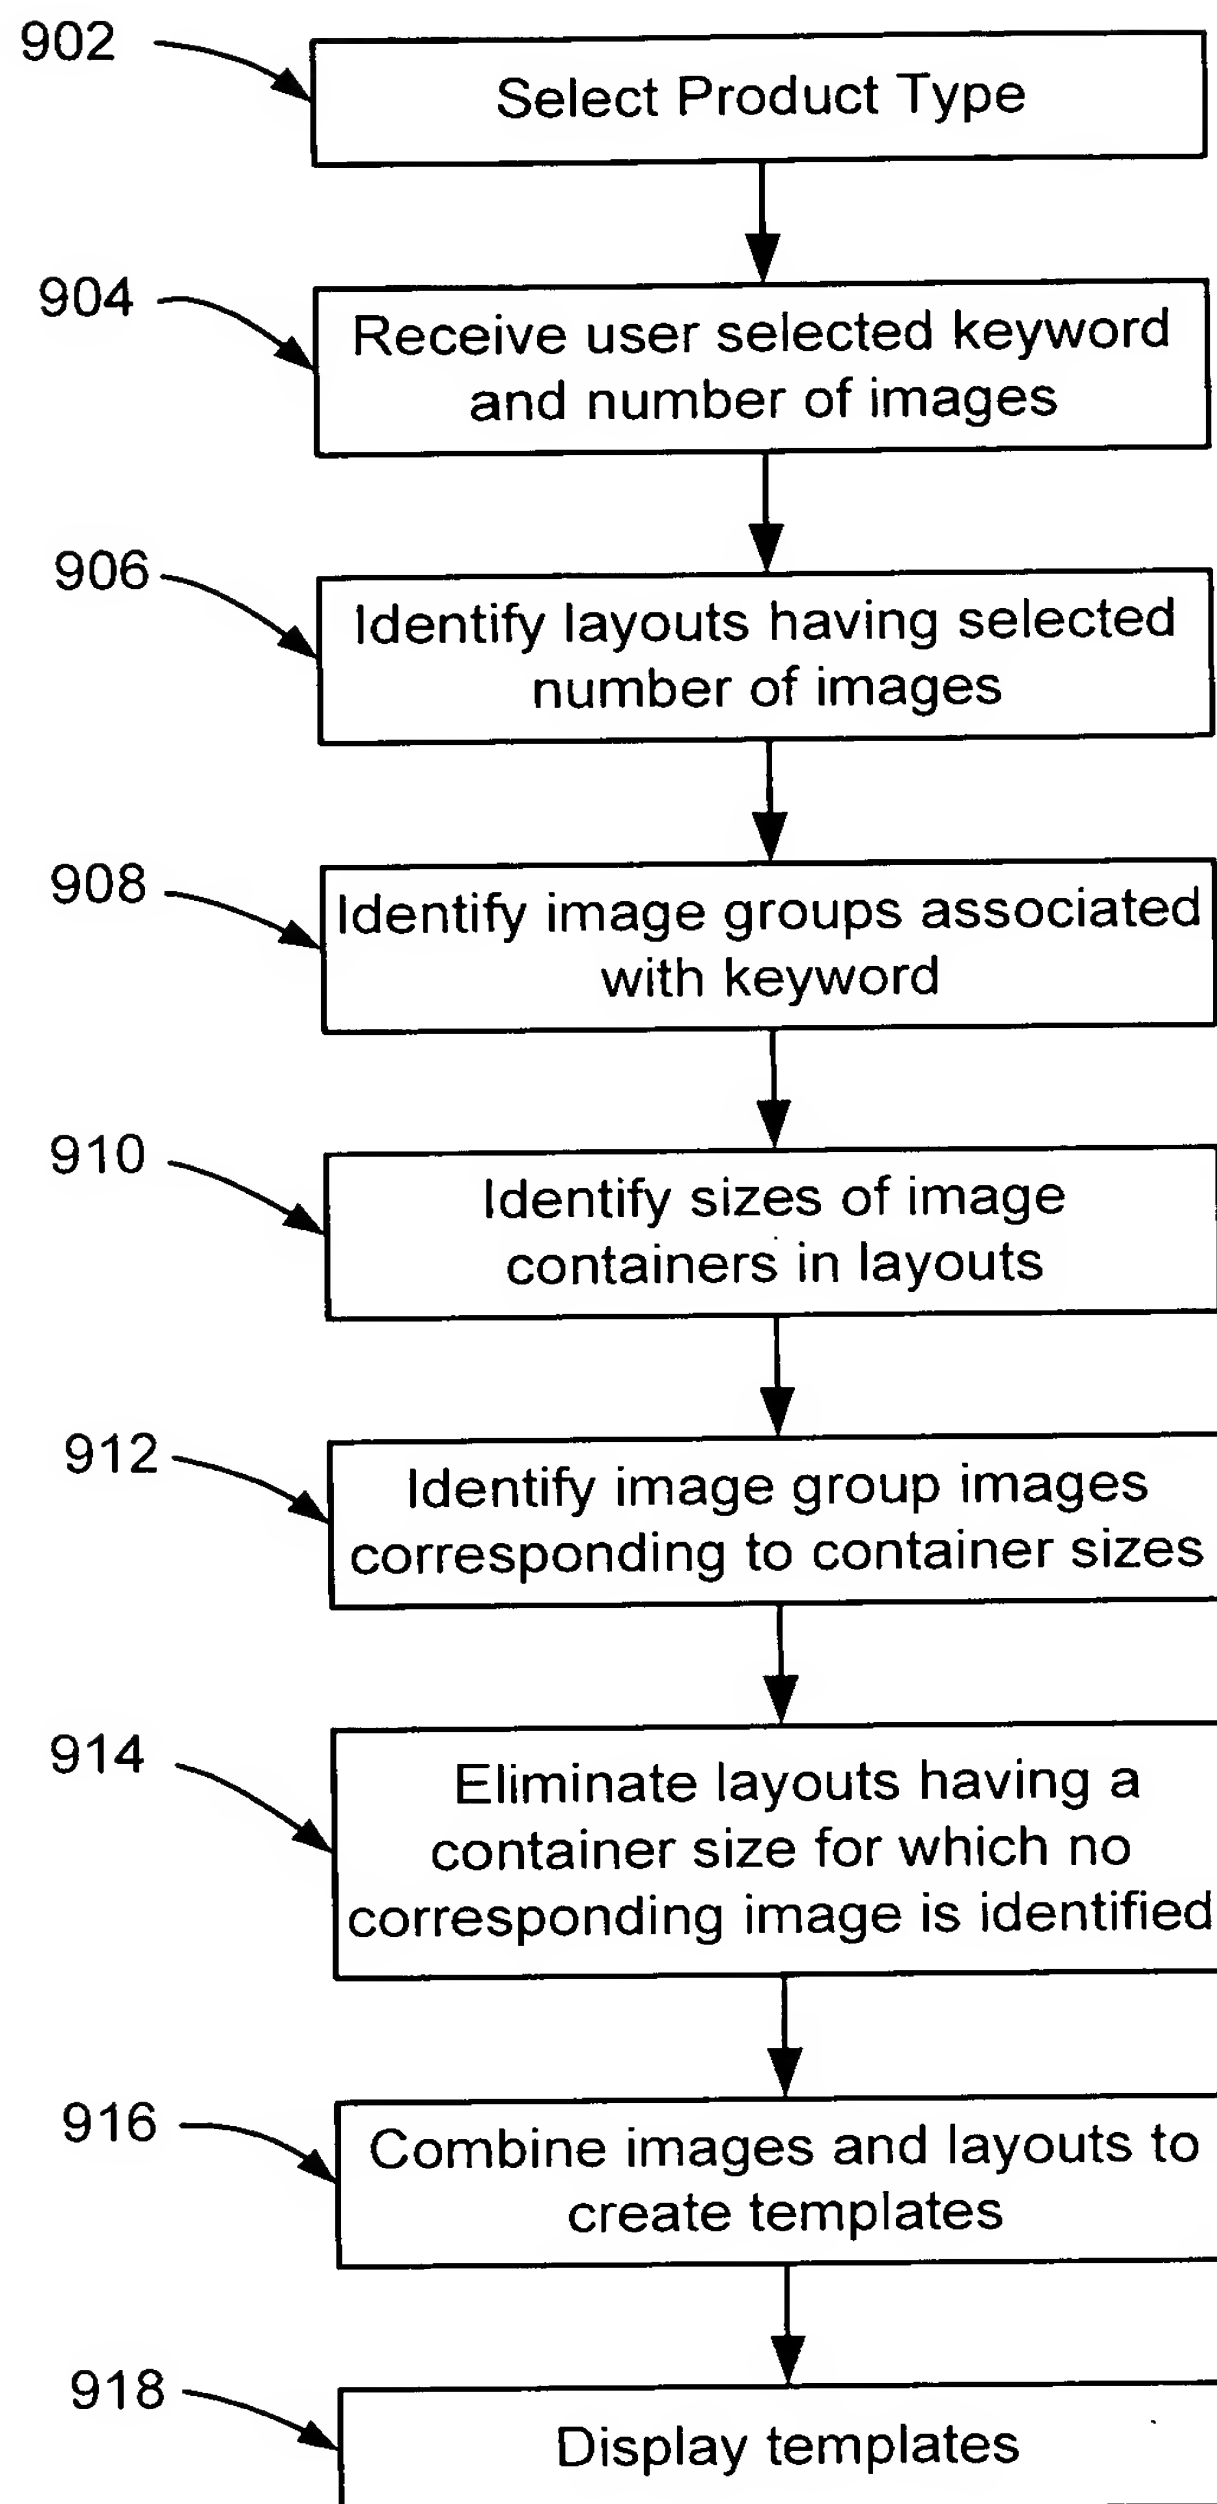 902
Select Product Type
904
Receive user selected keyword
and number of images
906
Identify layouts having selected
number of images
908
Identify image groups associated
with keyword
910
Identify sizes of image
containers in layouts
912
Identify image group images
corresponding to container sizes
914
Eliminate layouts having a
container size for which no
corresponding image is identified
916
Combine images and layouts to
create templates
918
Display templates